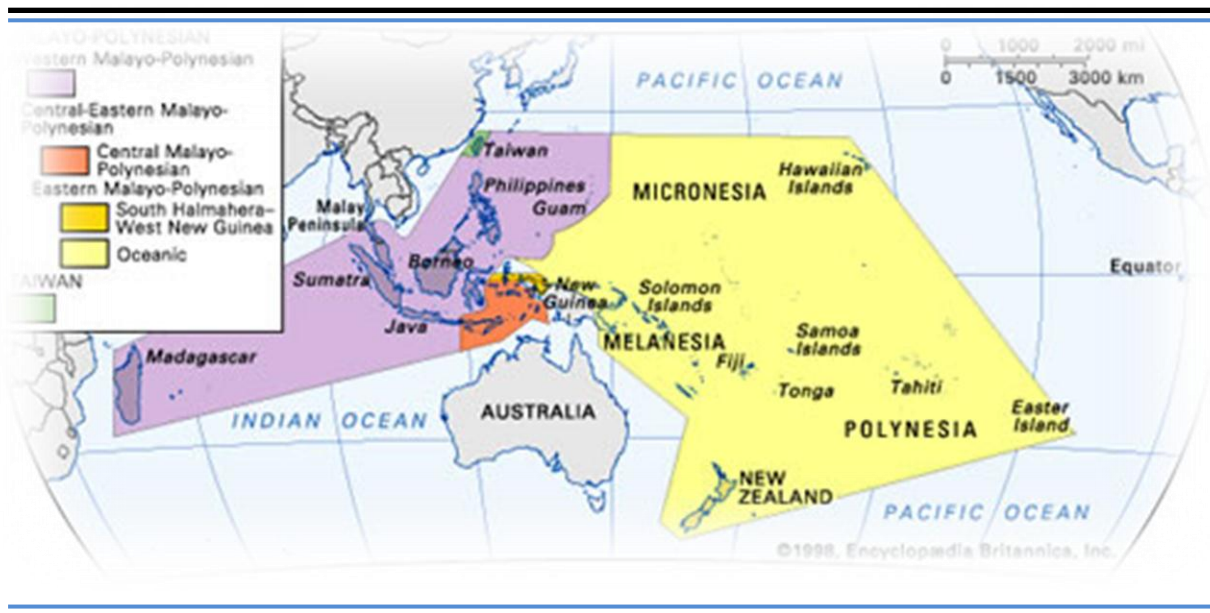 MALAYO-POLYNESIAN
Western Malayo-Polynesian
Central-Eastern Malayo-
Polynesian
Central Malayo-
Polynesian
Eastern Malayo-Polynesian
South Halmahera–
West New Guinea
Oceanic
TAIWAN
0 1000 2000 mi
0 1500 3000 km
PACIFIC OCEAN
Taiwan
Philippines
Guam
MICRONESIA
Hawaiian
Islands
Malay
Peninsula
Borneo
Sumatra
Java
New
Guinea
Solomon
Islands
Equator
MELANESIA
Samoa
Islands
Fiji
Tonga
Tahiti
Madagascar
INDIAN OCEAN
AUSTRALIA
Easter
Island
POLYNESIA
NEW
ZEALAND
PACIFIC OCEAN
©1998, Encyclopædia Britannica, Inc.